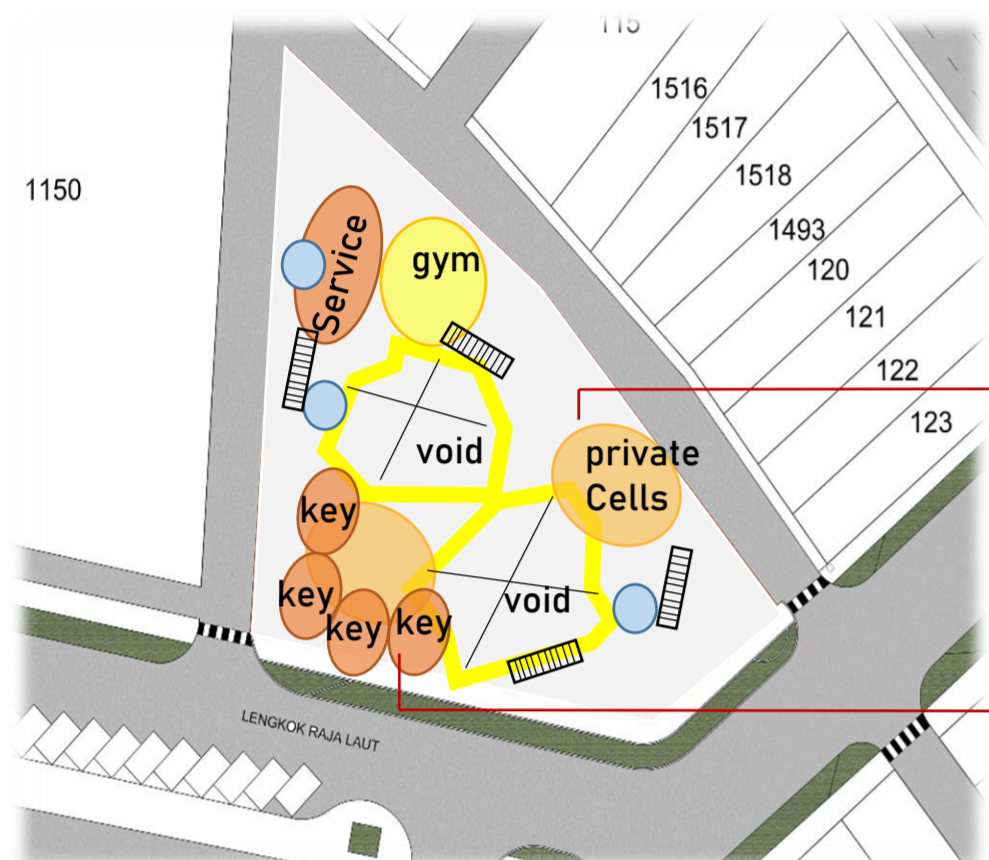 1516
1517
1518
1150
1493
120
121
122
123
Service
gym
void
private
Cells
key
key
key
key
void
LENGKOK RAJA LAUT